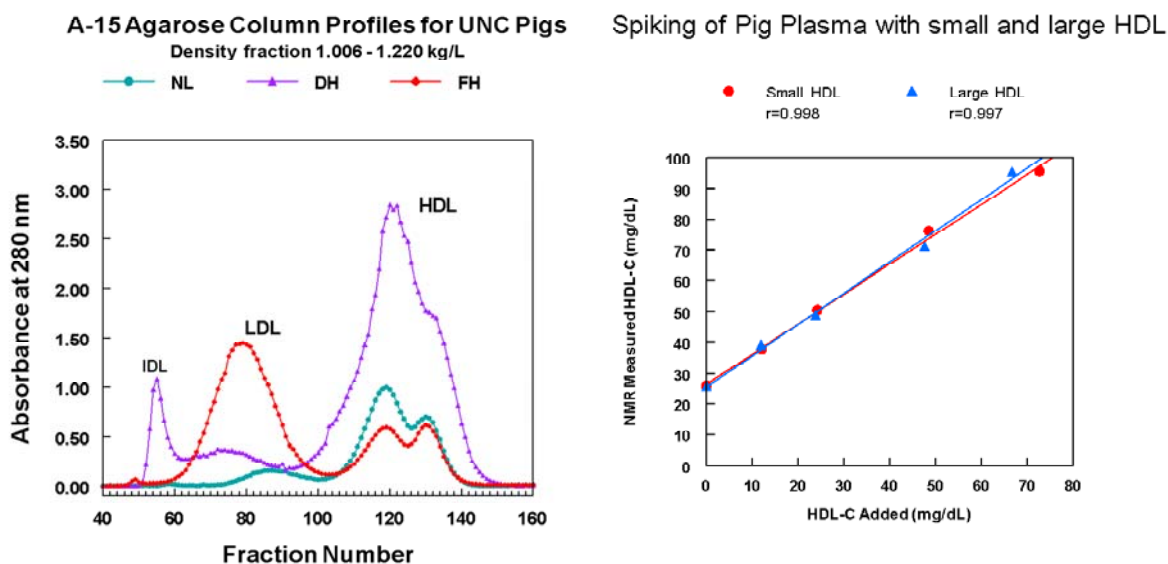 A-15 Agarose Column Profiles for UNC Pigs
Density fraction 1.006 - 1.220 kg/L
NL DH FH
3.50
3.00
2.50
2.00
1.50
1.00
0.50
0.00
Absorbance at 280 nm
IDL
LDL
HDL
40 60 80 100 120 140 160
Fraction Number
Spiking of Pig Plasma with small and large HDL
Small HDL Large HDL
r=0.998 r=0.997
100
90
80
70
60
50
40
30
20
10
0
NMR Measured HDL-C (mg/dL)
0 10 20 30 40 50 60 70 80
HDL-C Added (mg/dL)